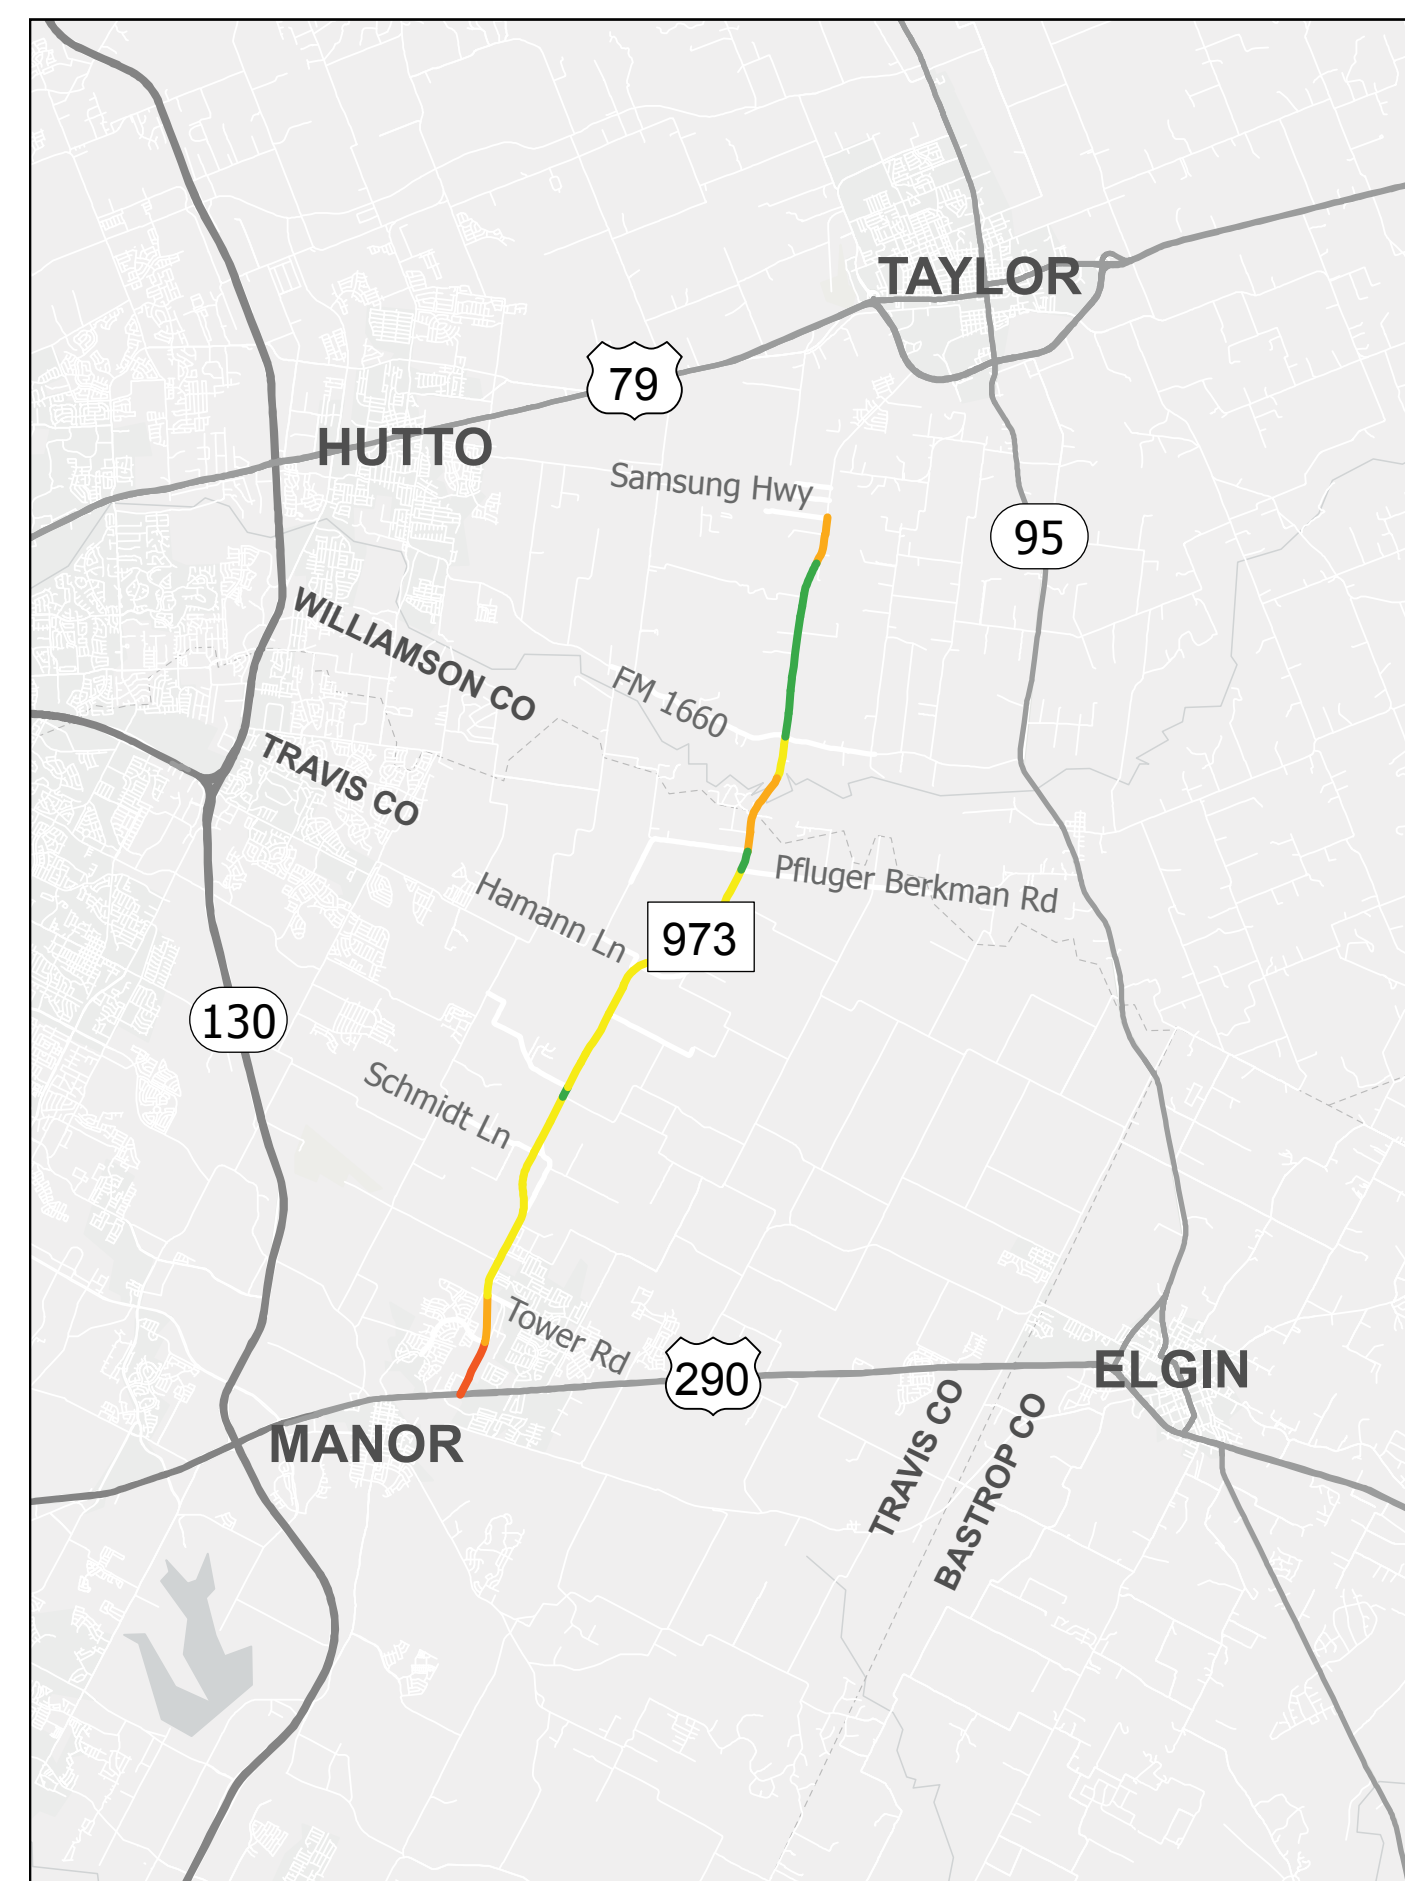 TAYLOR
79
HUTTO
Samsung Hwy
95
WILLIAMSON CO
FM 1660
TRAVIS CO
Pfluger Berkman Rd
Hamann Ln
973
130
Schmidt Ln
Tower Rd
290
ELGIN
MANOR
TRAVIS CO
BASTROP CO